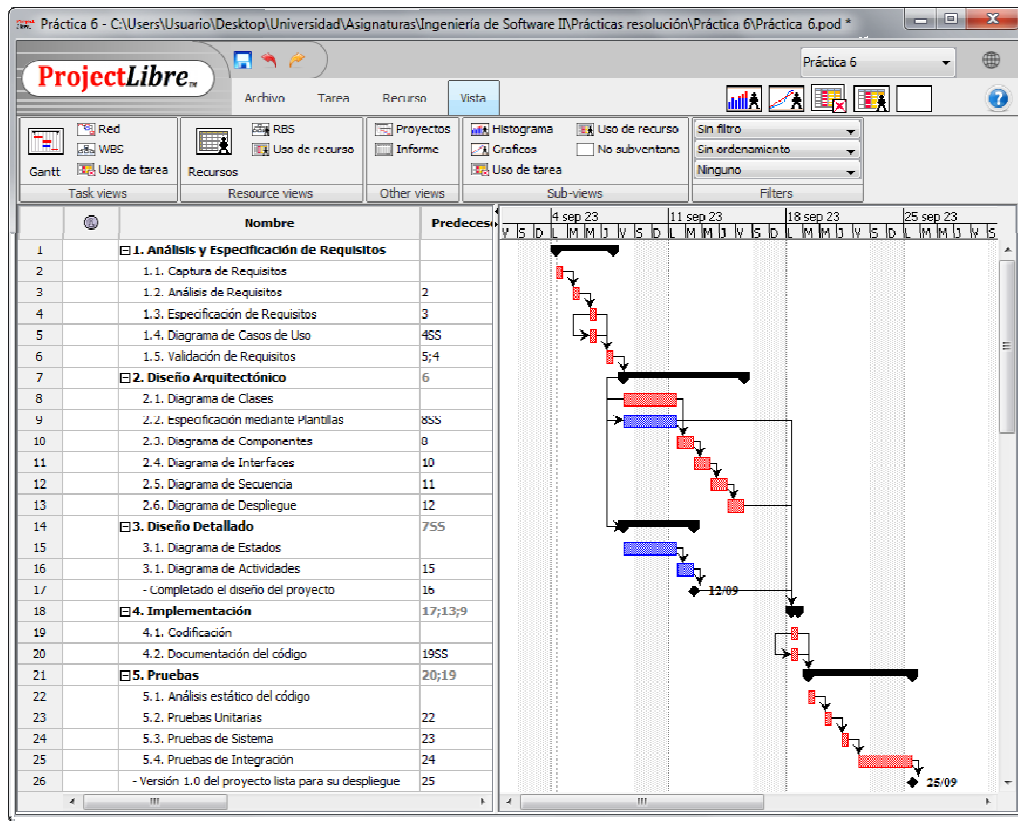 Práctica 6 - C:\Users\Usuario\Desktop\Universidad\Asignaturas\Ingeniería de Software II\Prácticas resolución\Práctica 6\Práctica 6.pod *
ProjectLibre TM
Práctica 6
Archivo Tarea Recurso Vista
Gantt
Red
WBS
Uso de tarea
Task views
Recursos
RBS
Uso de recurso
Resource views
Proyectos
Informe
Other views
Histograma
Graficos
Uso de tarea
Uso de recurso
No subventana
Sub-views
Sin filtro
Sin ordenamiento
Ninguno
Filters
Nombre Predeceso
4 sep 23 11 sep 23 18 sep 23 25 sep 23
V S D L M M J V S D L M M J V S D L M M J V S D L M M J V S
1 1. Análisis y Especificación de Requisitos
2 1.1. Captura de Requisitos
3 1.2. Análisis de Requisitos 2
4 1.3. Especificación de Requisitos 3
5 1.4. Diagrama de Casos de Uso 4SS
6 1.5. Validación de Requisitos 5;4
7 2. Diseño Arquitectónico 6
8 2.1. Diagrama de Clases
9 2.2. Especificación mediante Plantillas 8SS
10 2.3. Diagrama de Componentes 8
11 2.4. Diagrama de Interfaces 10
12 2.5. Diagrama de Secuencia 11
13 2.6. Diagrama de Despliegue 12
14 3. Diseño Detallado 7SS
15 3.1. Diagrama de Estados
16 3.1. Diagrama de Actividades 15
17 - Completado el diseño del proyecto 16 12/09
18 4. Implementación 17;13;9
19 4.1. Codificación
20 4.2. Documentación del código 19SS
21 5. Pruebas 20;19
22 5.1. Análisis estático del código
23 5.2. Pruebas Unitarias 22
24 5.3. Pruebas de Sistema 23
25 5.4. Pruebas de Integración 24
26 - Versión 1.0 del proyecto lista para su despliegue 25 25/09